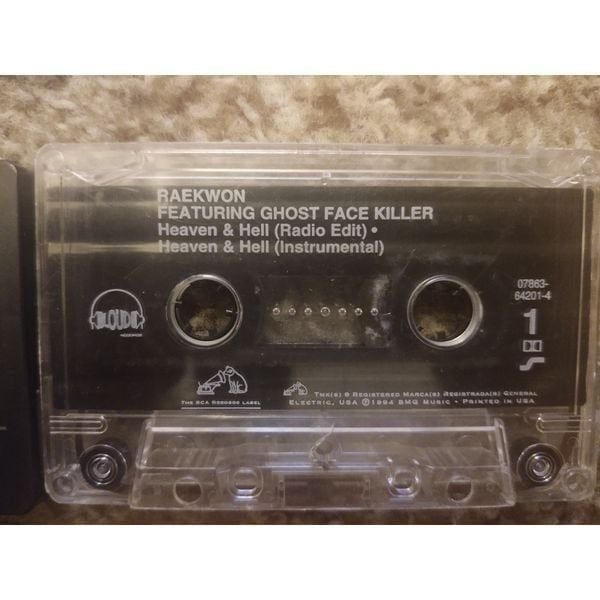 RAEKWON
FEATURING GHOST FACE KILLER
Heaven & Hell (Radio Edit) •
Heaven & Hell (Instrumental)
07863-
64201-4
1
LOUD
RECORDS
THE RCA RECORDS LABEL
TMK(S) ® REGISTERED MARCA(S) REGISTRADA(S) GENERAL
ELECTRIC, USA ℗1994 BMG MUSIC • PRINTED IN USA